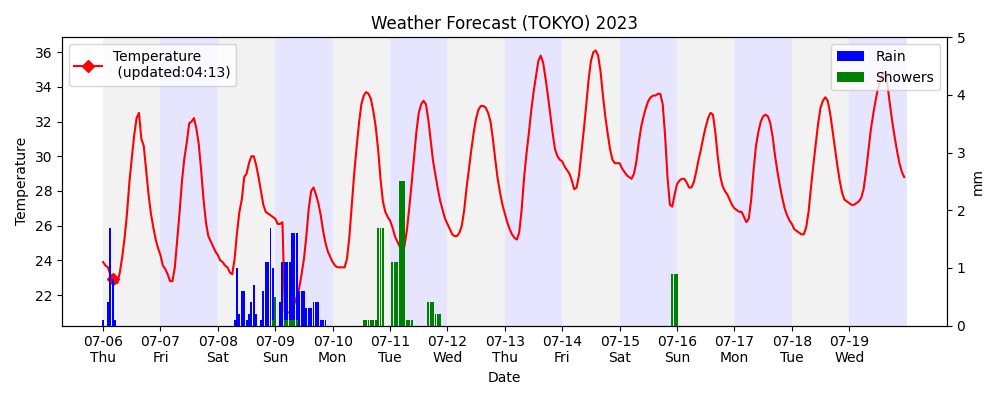 Weather Forecast (TOKYO) 2023
Temperature
(updated:04:13)
Rain
Showers
Temperature
36
34
32
30
28
26
24
22
5
4
3
2
1
0
mm
07-06 07-07 07-08 07-09 07-10 07-11 07-12 07-13 07-14 07-15 07-16 07-17 07-18 07-19
Thu Fri Sat Sun Mon Tue Wed Thu Fri Sat Sun Mon Tue Wed
Date